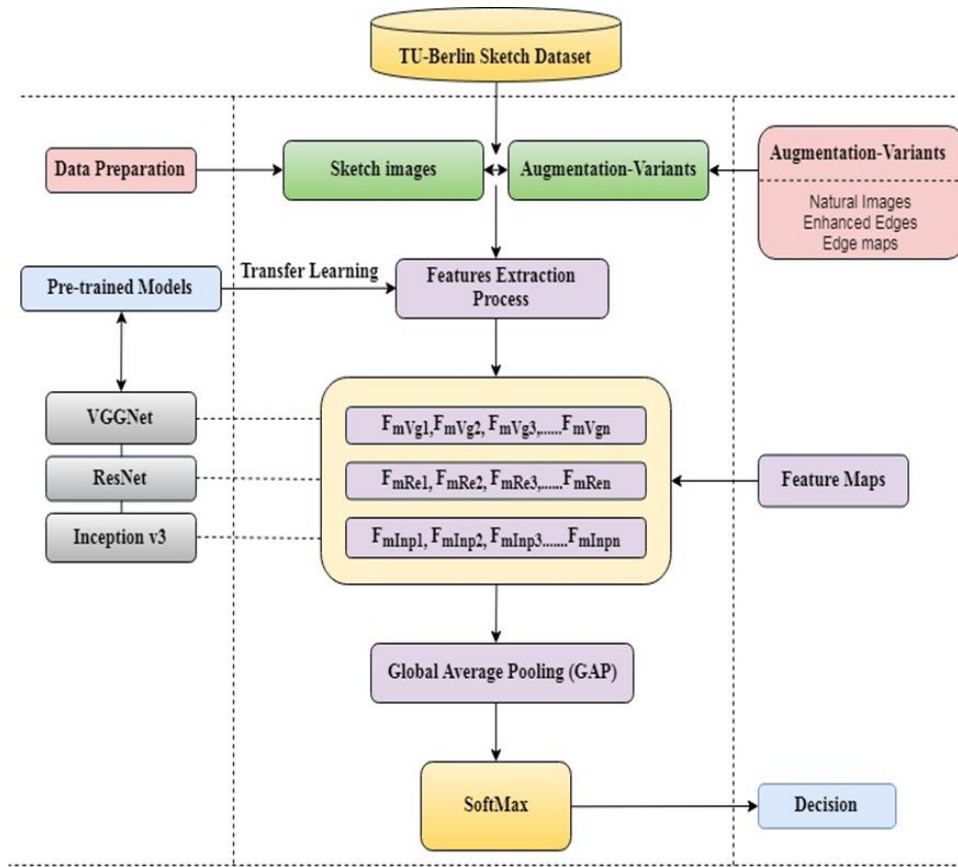 TU-Berlin Sketch Dataset
Data Preparation
Sketch images
Augmentation-Variants
Augmentation-Variants
Natural Images
Enhanced Edges
Edge maps
Pre-trained Models
Transfer Learning
Features Extraction
Process
VGGNet
FmVg1,FmVg2, FmVg3,......FmVgn
ResNet
FmRe1, FmRe2, FmRe3,......FmRen
Feature Maps
Inception v3
FmInp1, FmInp2, FmInp3.......FmInpn
Global Average Pooling (GAP)
SoftMax
Decision